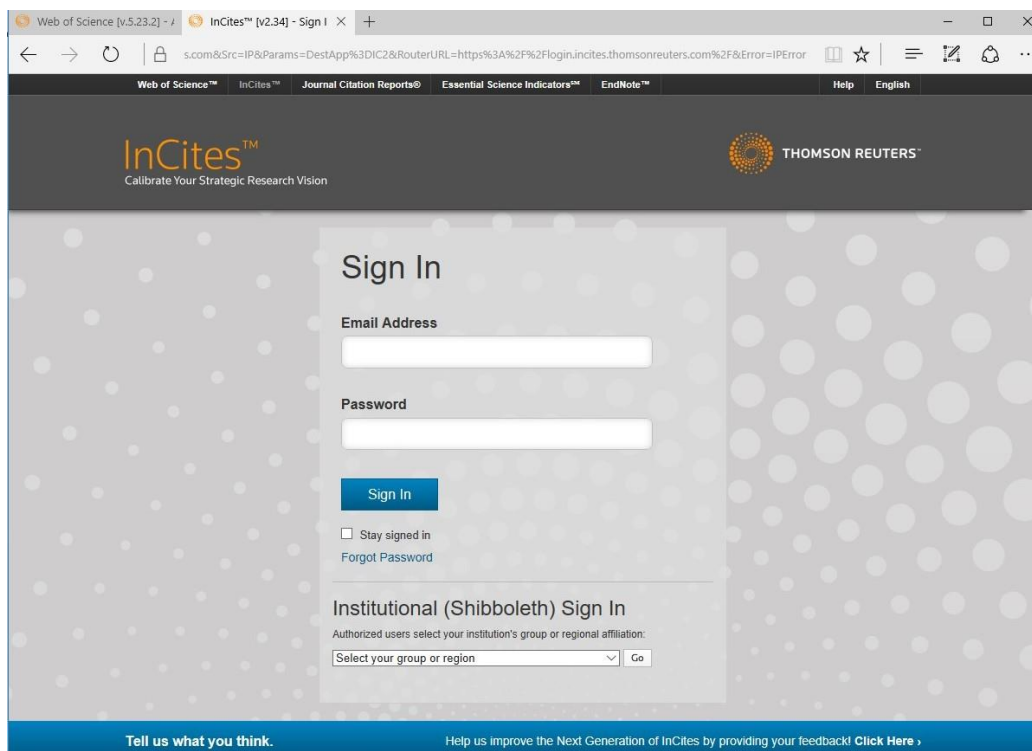 Web of Science [v.5.23.2] - A
InCites™ [v2.34] - Sign I
s.com&Src=IP&Params=DestApp%3DIC2&RouterURL=https%3A%2F%2Flogin.incites.thomsonreuters.com%2F&Error=IPError
Web of Science™ InCites™ Journal Citation Reports® Essential Science Indicators℠ EndNote™ Help English
InCites™
Calibrate Your Strategic Research Vision
THOMSON REUTERS™
Sign In
Email Address
Password
Sign In
Stay signed in
Forgot Password
Institutional (Shibboleth) Sign In
Authorized users select your institution's group or regional affiliation:
Select your group or region Go
Tell us what you think. Help us improve the Next Generation of InCites by providing your feedback! Click Here ›